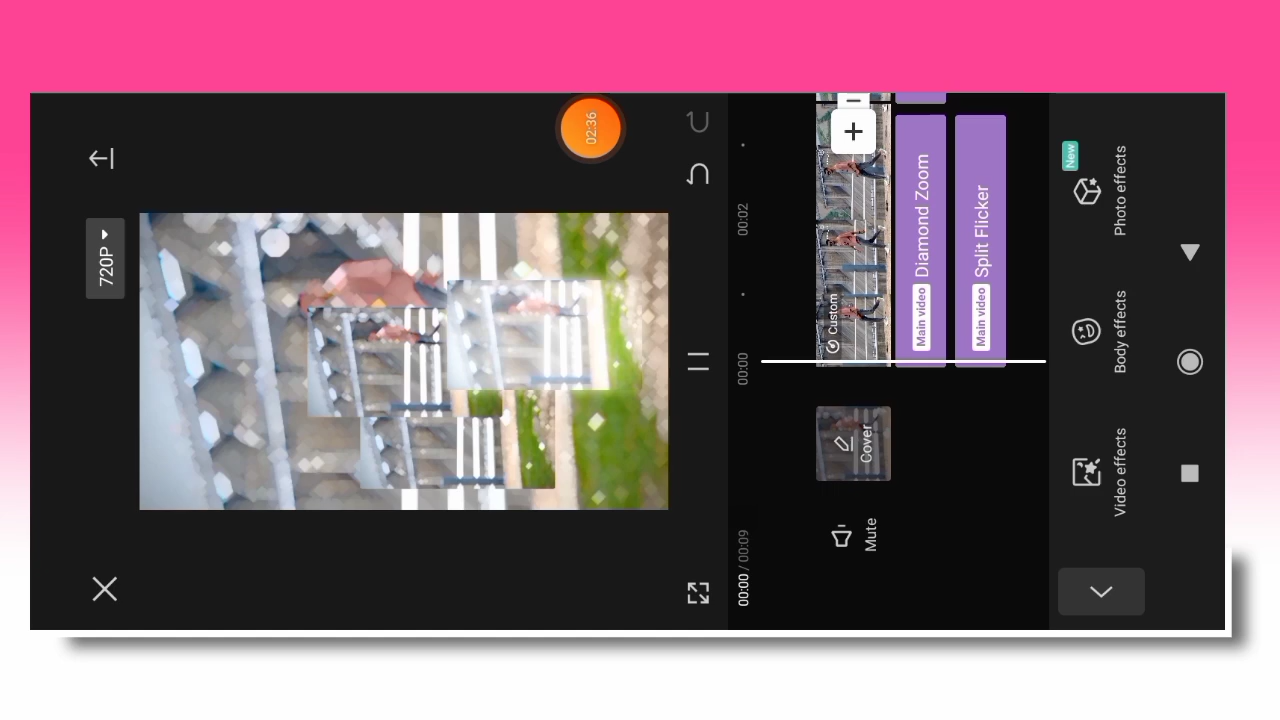 720P
02:36
00:00 / 00:09
00:00
00:02
Mute
Cover
Custom
Main video
Diamond Zoom
Main video
Split Flicker
Video effects
Body effects
Photo effects
New